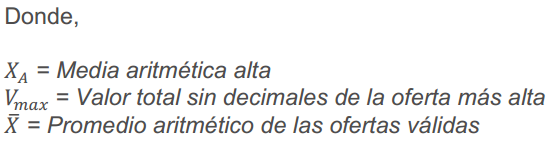 Donde,
X_A = Media aritmética alta
V_max = Valor total sin decimales de la oferta más alta
X̄ = Promedio aritmético de las ofertas válidas